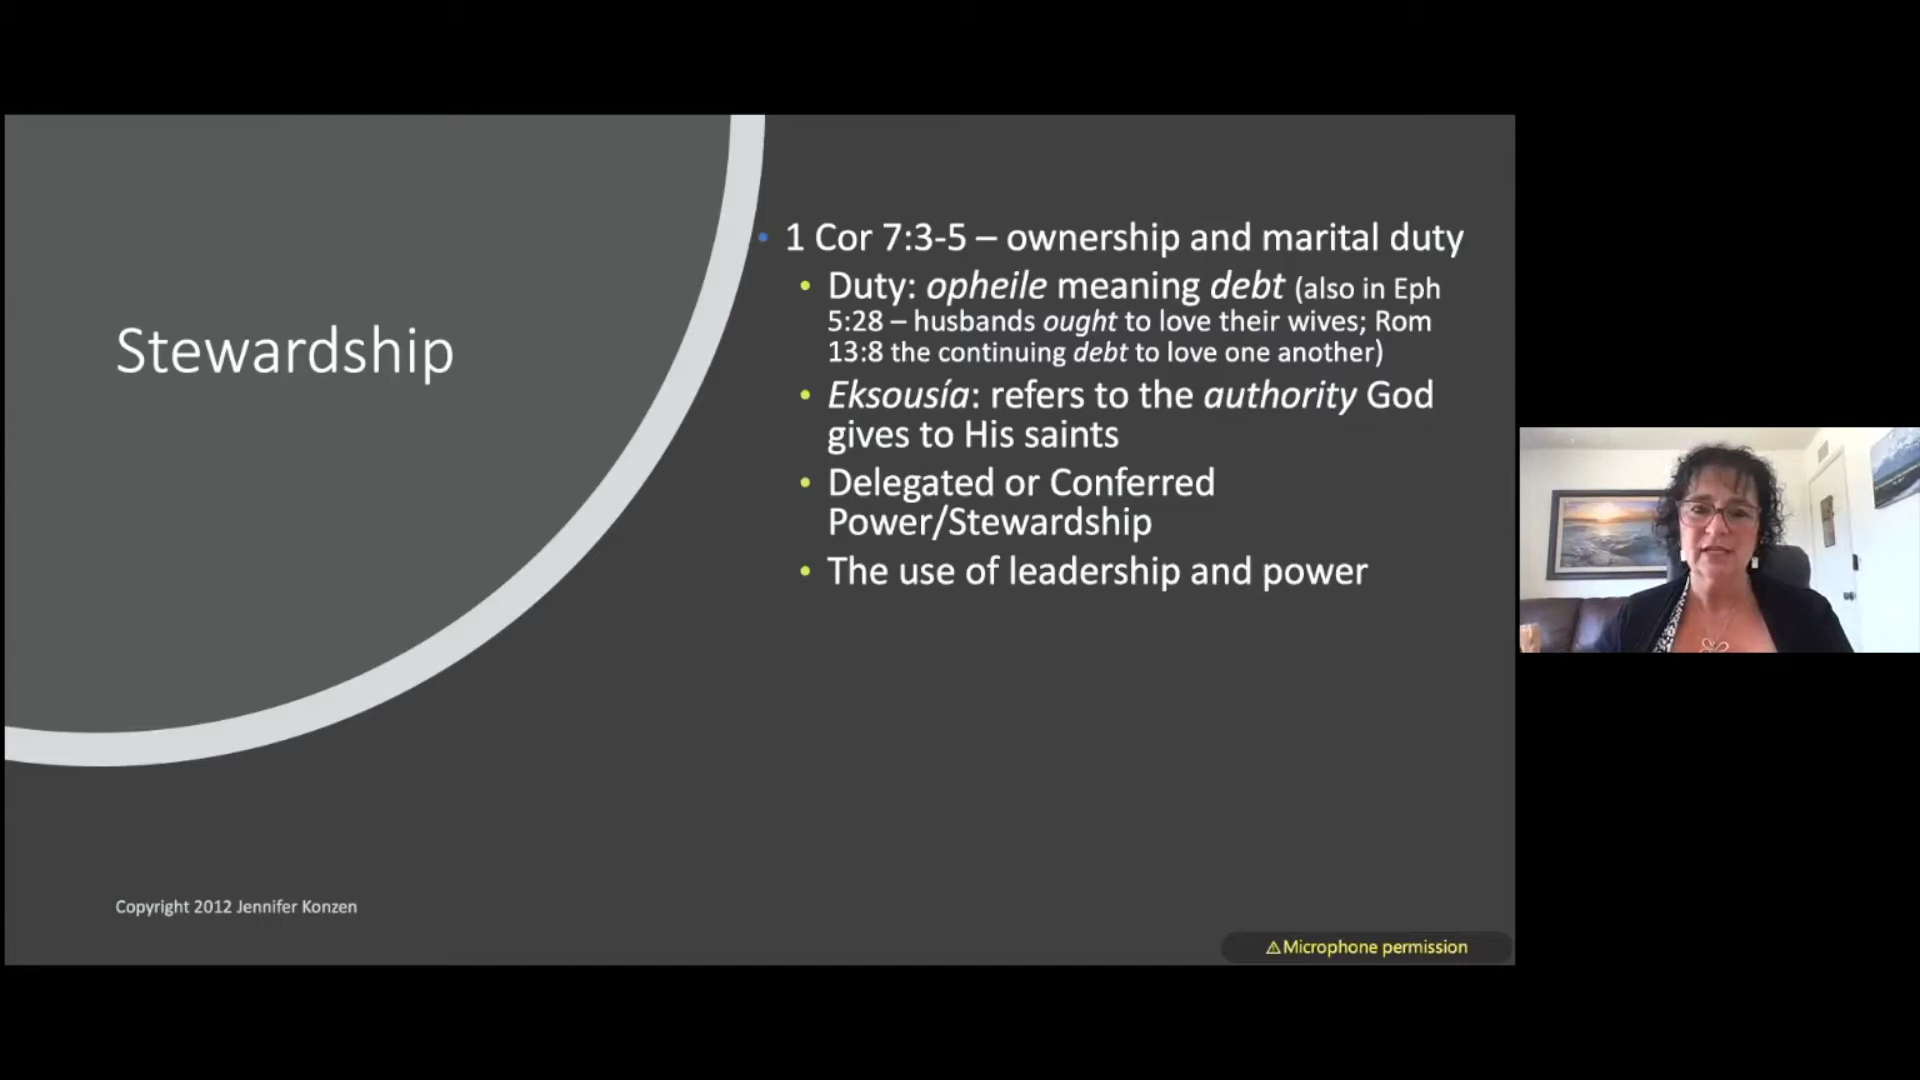 Stewardship
• 1 Cor 7:3-5 – ownership and marital duty
• Duty: opheile meaning debt (also in Eph
5:28 – husbands ought to love their wives; Rom
13:8 the continuing debt to love one another)
• Eksousía: refers to the authority God
gives to His saints
• Delegated or Conferred
Power/Stewardship
• The use of leadership and power
Copyright 2012 Jennifer Konzen
⚠Microphone permission